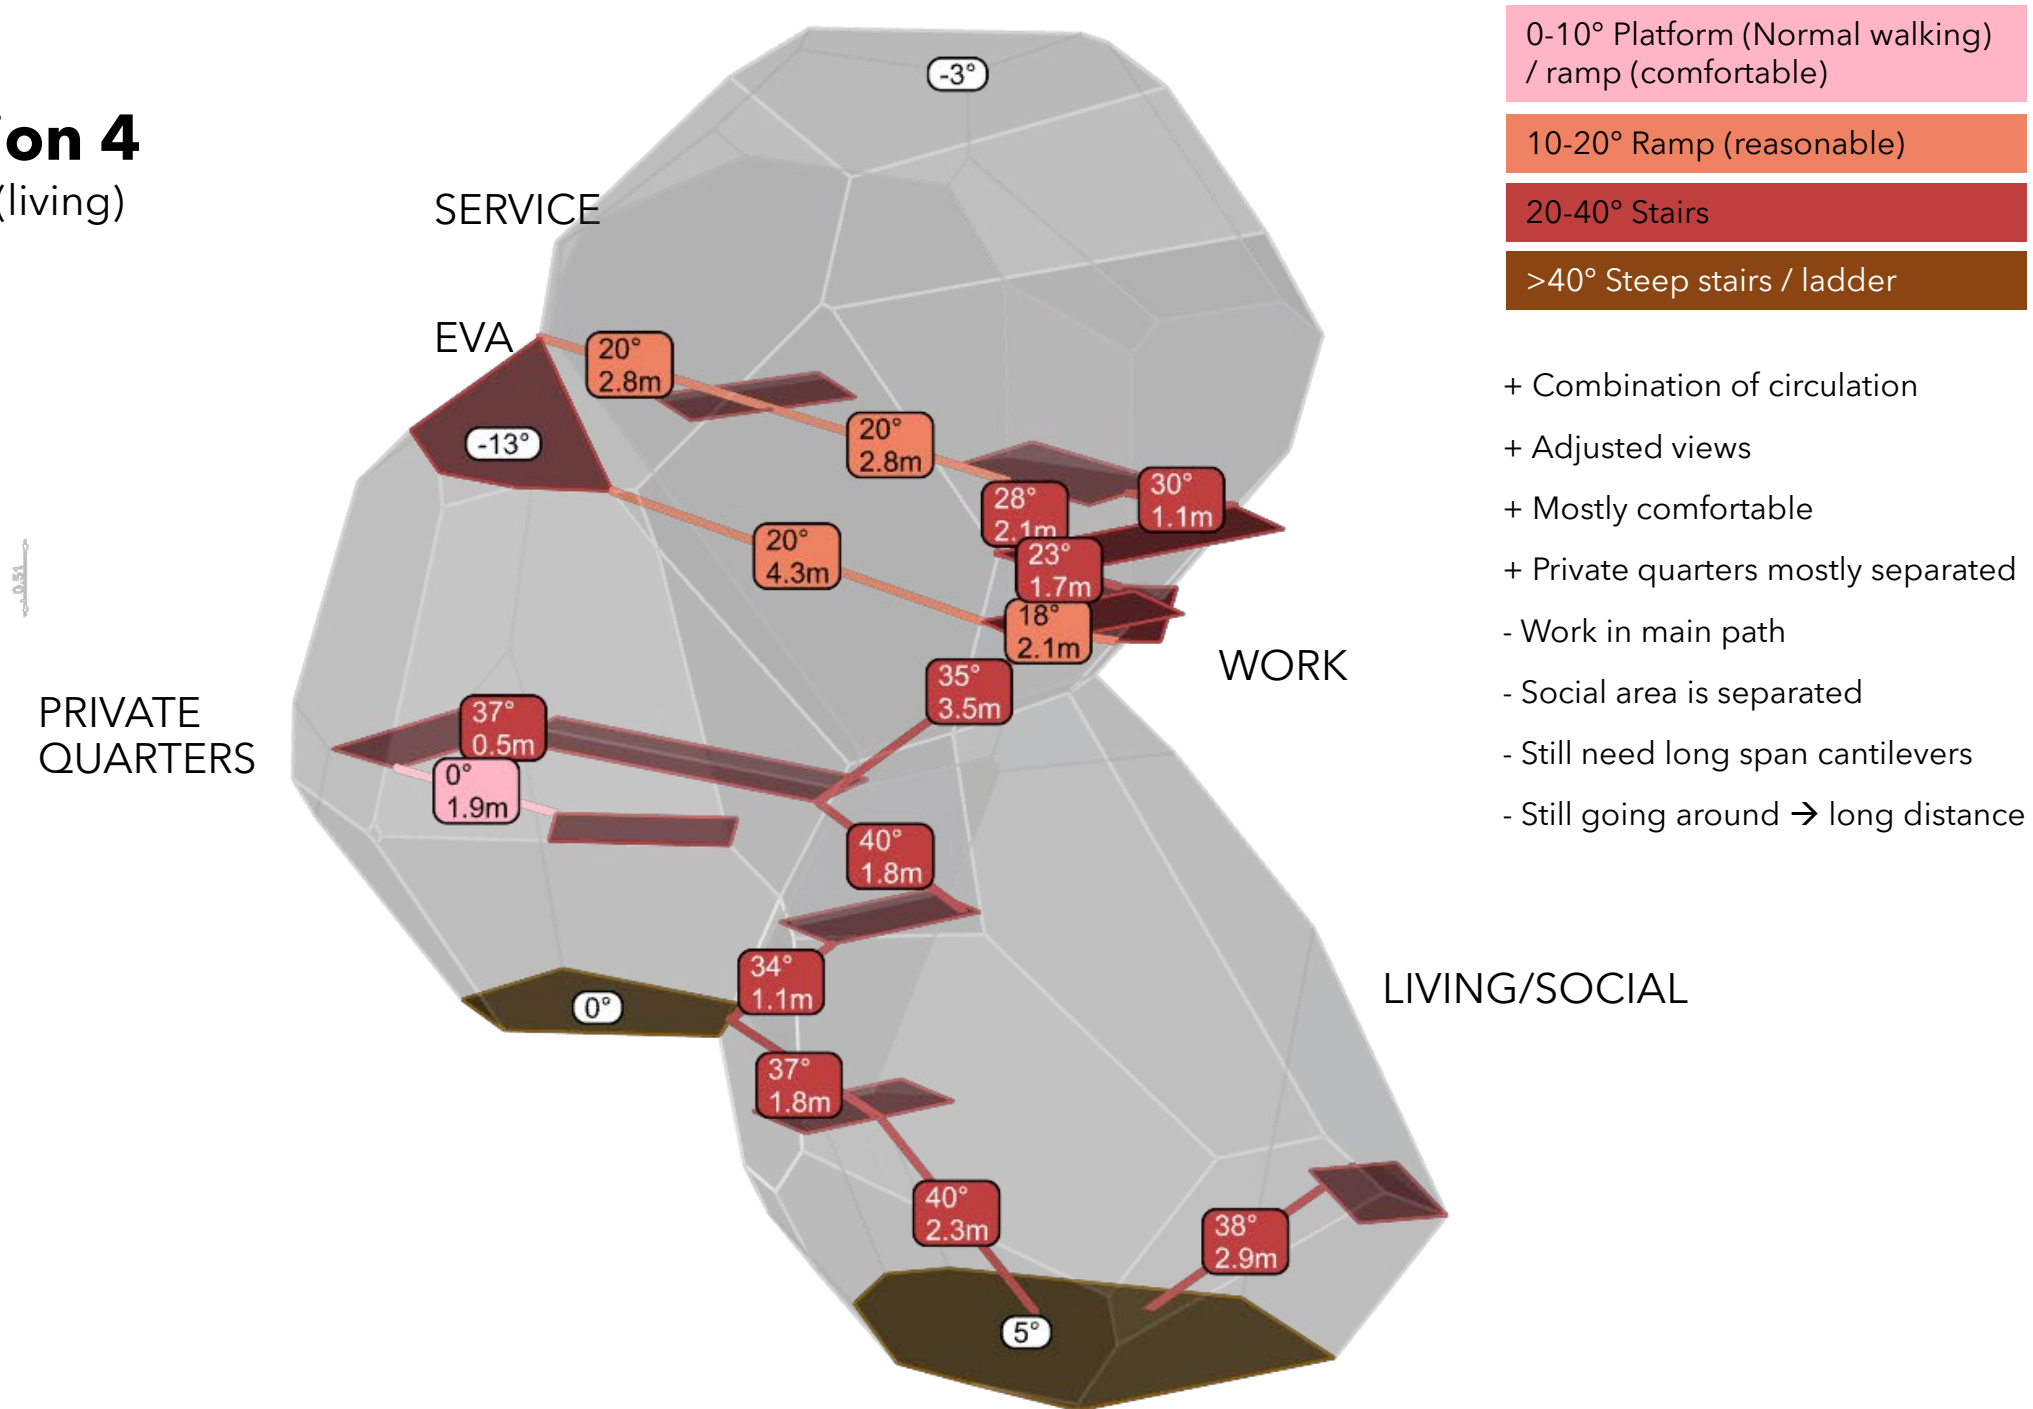 ion 4
(living)
SERVICE
EVA
PRIVATE
QUARTERS
WORK
LIVING/SOCIAL
-3°
20°
2.8m
-13°
20°
2.8m
30°
1.1m
28°
2.1m
20°
4.3m
23°
1.7m
18°
2.1m
35°
3.5m
37°
0.5m
0°
1.9m
40°
1.8m
34°
1.1m
0°
37°
1.8m
40°
2.3m
38°
2.9m
5°
0.51
0-10° Platform (Normal walking)
/ ramp (comfortable)
10-20° Ramp (reasonable)
20-40° Stairs
>40° Steep stairs / ladder
+ Combination of circulation
+ Adjusted views
+ Mostly comfortable
+ Private quarters mostly separated
- Work in main path
- Social area is separated
- Still need long span cantilevers
- Still going around → long distance